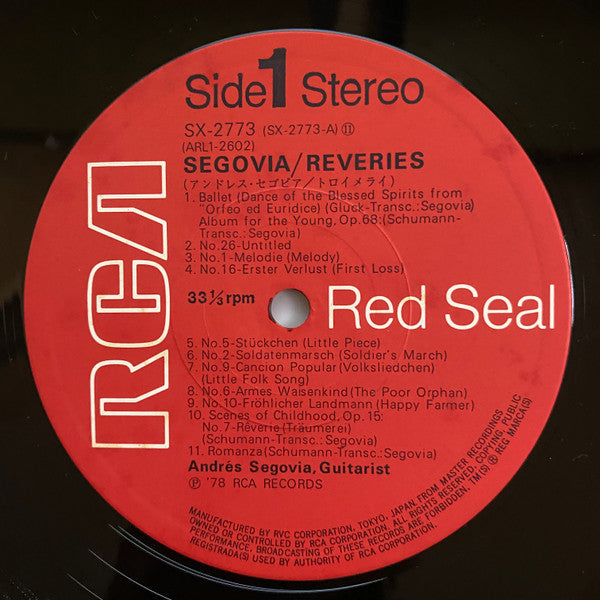 Side 1 Stereo
SX-2773 (SX-2773-A) ⑪
(ARL1-2602)
SEGOVIA/REVERIES
(アンドレス・セゴビア/トロイメライ)
1. Ballet (Dance of the Blessed Spirits from
"Orfeo ed Euridice) (Gluck-Transc.:Segovia)
Album for the Young, Op.68:(Schumann-
Transc.:Segovia)
2. No.26-Untitled
3. No.1-Melodie (Melody)
4. No.16-Erster Verlust (First Loss)
33 1/3 rpm
RCA
Red Seal
5. No.5-Stückchen (Little Piece)
6. No.2-Soldatenmarsch (Soldier's March)
7. No.9-Cancion Popular (Volksliedchen)
(Little Folk Song)
8. No.6-Armes Waisenkind (The Poor Orphan)
9. No.10-Fröhlicher Landmann (Happy Farmer)
10. Scenes of Childhood, Op.15:
No.7-Rêverie (Träumerei)
(Schumann-Transc.:Segovia)
11. Romanza (Schumann-Transc.:Segovia)
Andrés Segovia, Guitarist
Ⓟ '78 RCA RECORDS
MANUFACTURED BY RVC CORPORATION, TOKYO, JAPAN, FROM MASTER RECORDINGS
OWNED OR CONTROLLED BY RCA CORPORATION. ALL RIGHTS RESERVED. COPYING, PUBLIC
PERFORMANCE, BROADCASTING OF THESE RECORDS ARE FORBIDDEN. TM(S) ® REG MARCA(S)
REGISTRADA(S) USED BY AUTHORITY OF RCA CORPORATION.